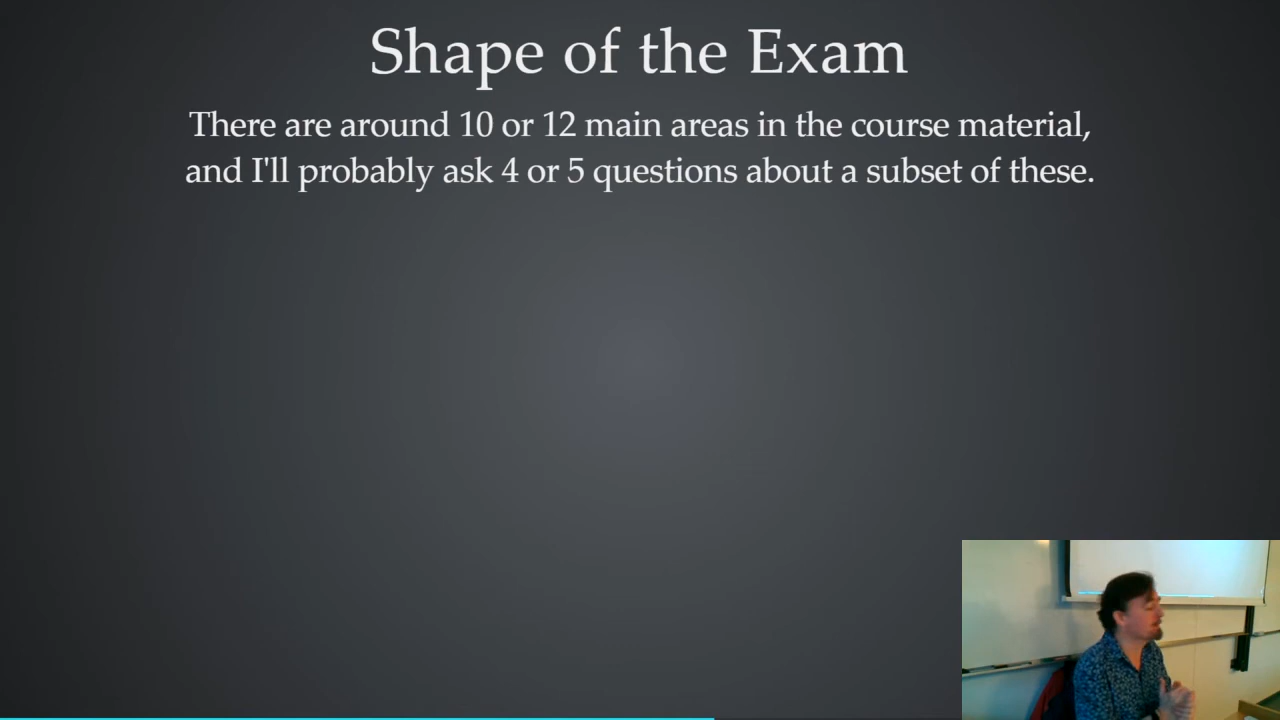 Shape of the Exam
There are around 10 or 12 main areas in the course material,
and I'll probably ask 4 or 5 questions about a subset of these.